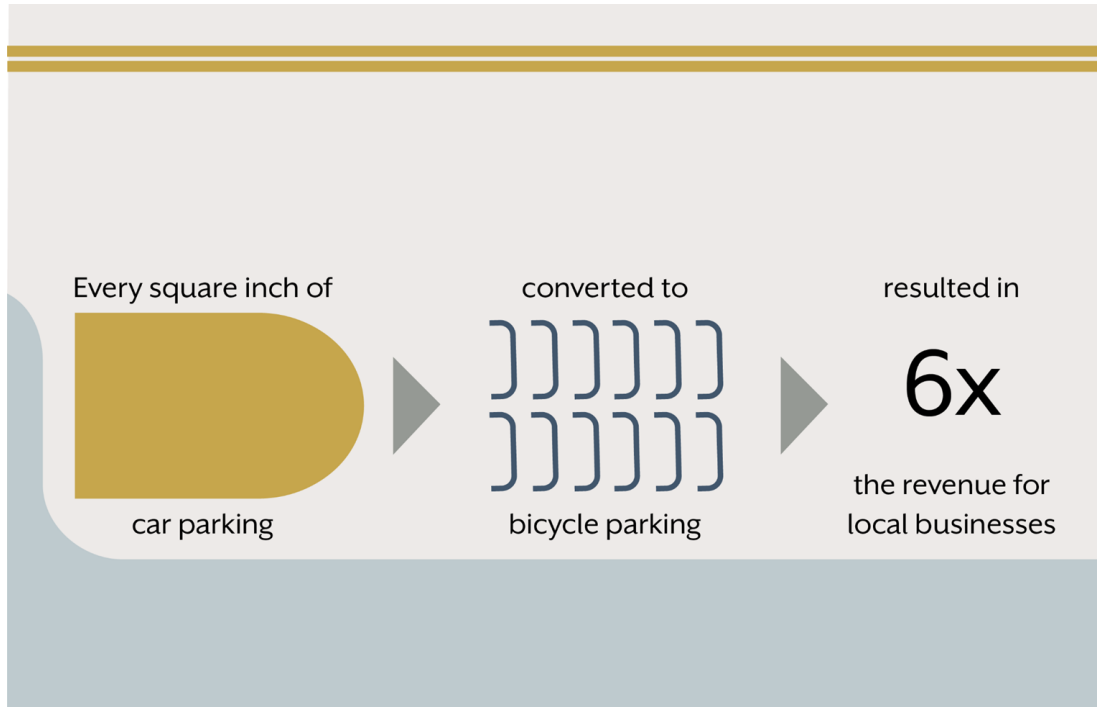 Every square inch of
car parking
converted to
bicycle parking
resulted in
6x
the revenue for
local businesses